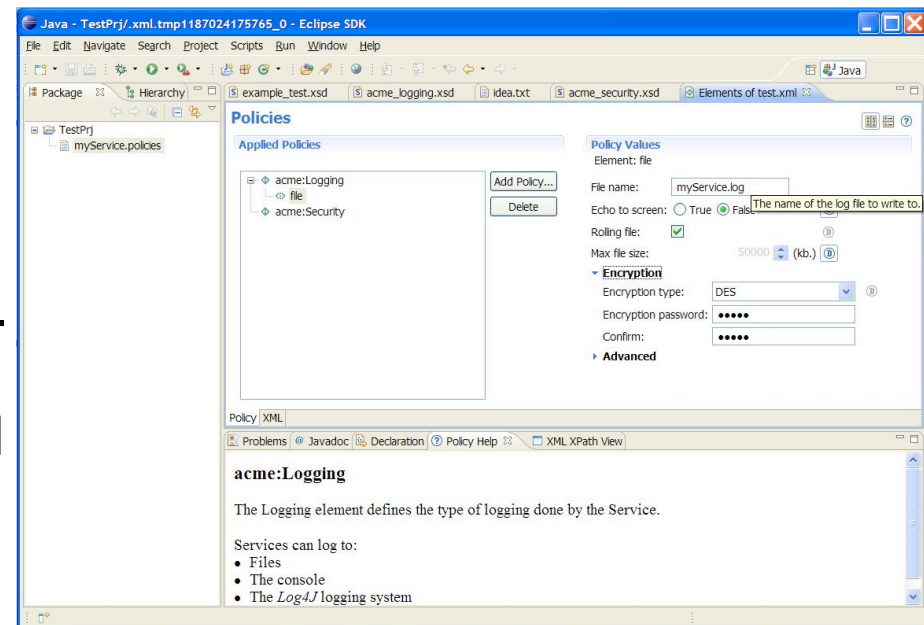 Java - TestPrj/.xml.tmp1187024175765_0 - Eclipse SDK
File Edit Navigate Search Project Scripts Run Window Help
Java
Package Hierarchy
example_test.xsd acme_logging.xsd idea.txt acme_security.xsd Elements of test.xml
TestPrj
myService.policies
Policies
Applied Policies
acme:Logging
file
acme:Security
Add Policy...
Delete
Policy Values
Element: file
File name: myService.log
The name of the log file to write to.
Echo to screen: True False
Rolling file:
Max file size: 50000 (kb.)
Encryption
Encryption type: DES
Encryption password: •••••
Confirm: •••••
Advanced
Policy XML
Problems @ Javadoc Declaration Policy Help XML XPath View
acme:Logging
The Logging element defines the type of logging done by the Service.
Services can log to:
• Files
• The console
• The Log4J logging system